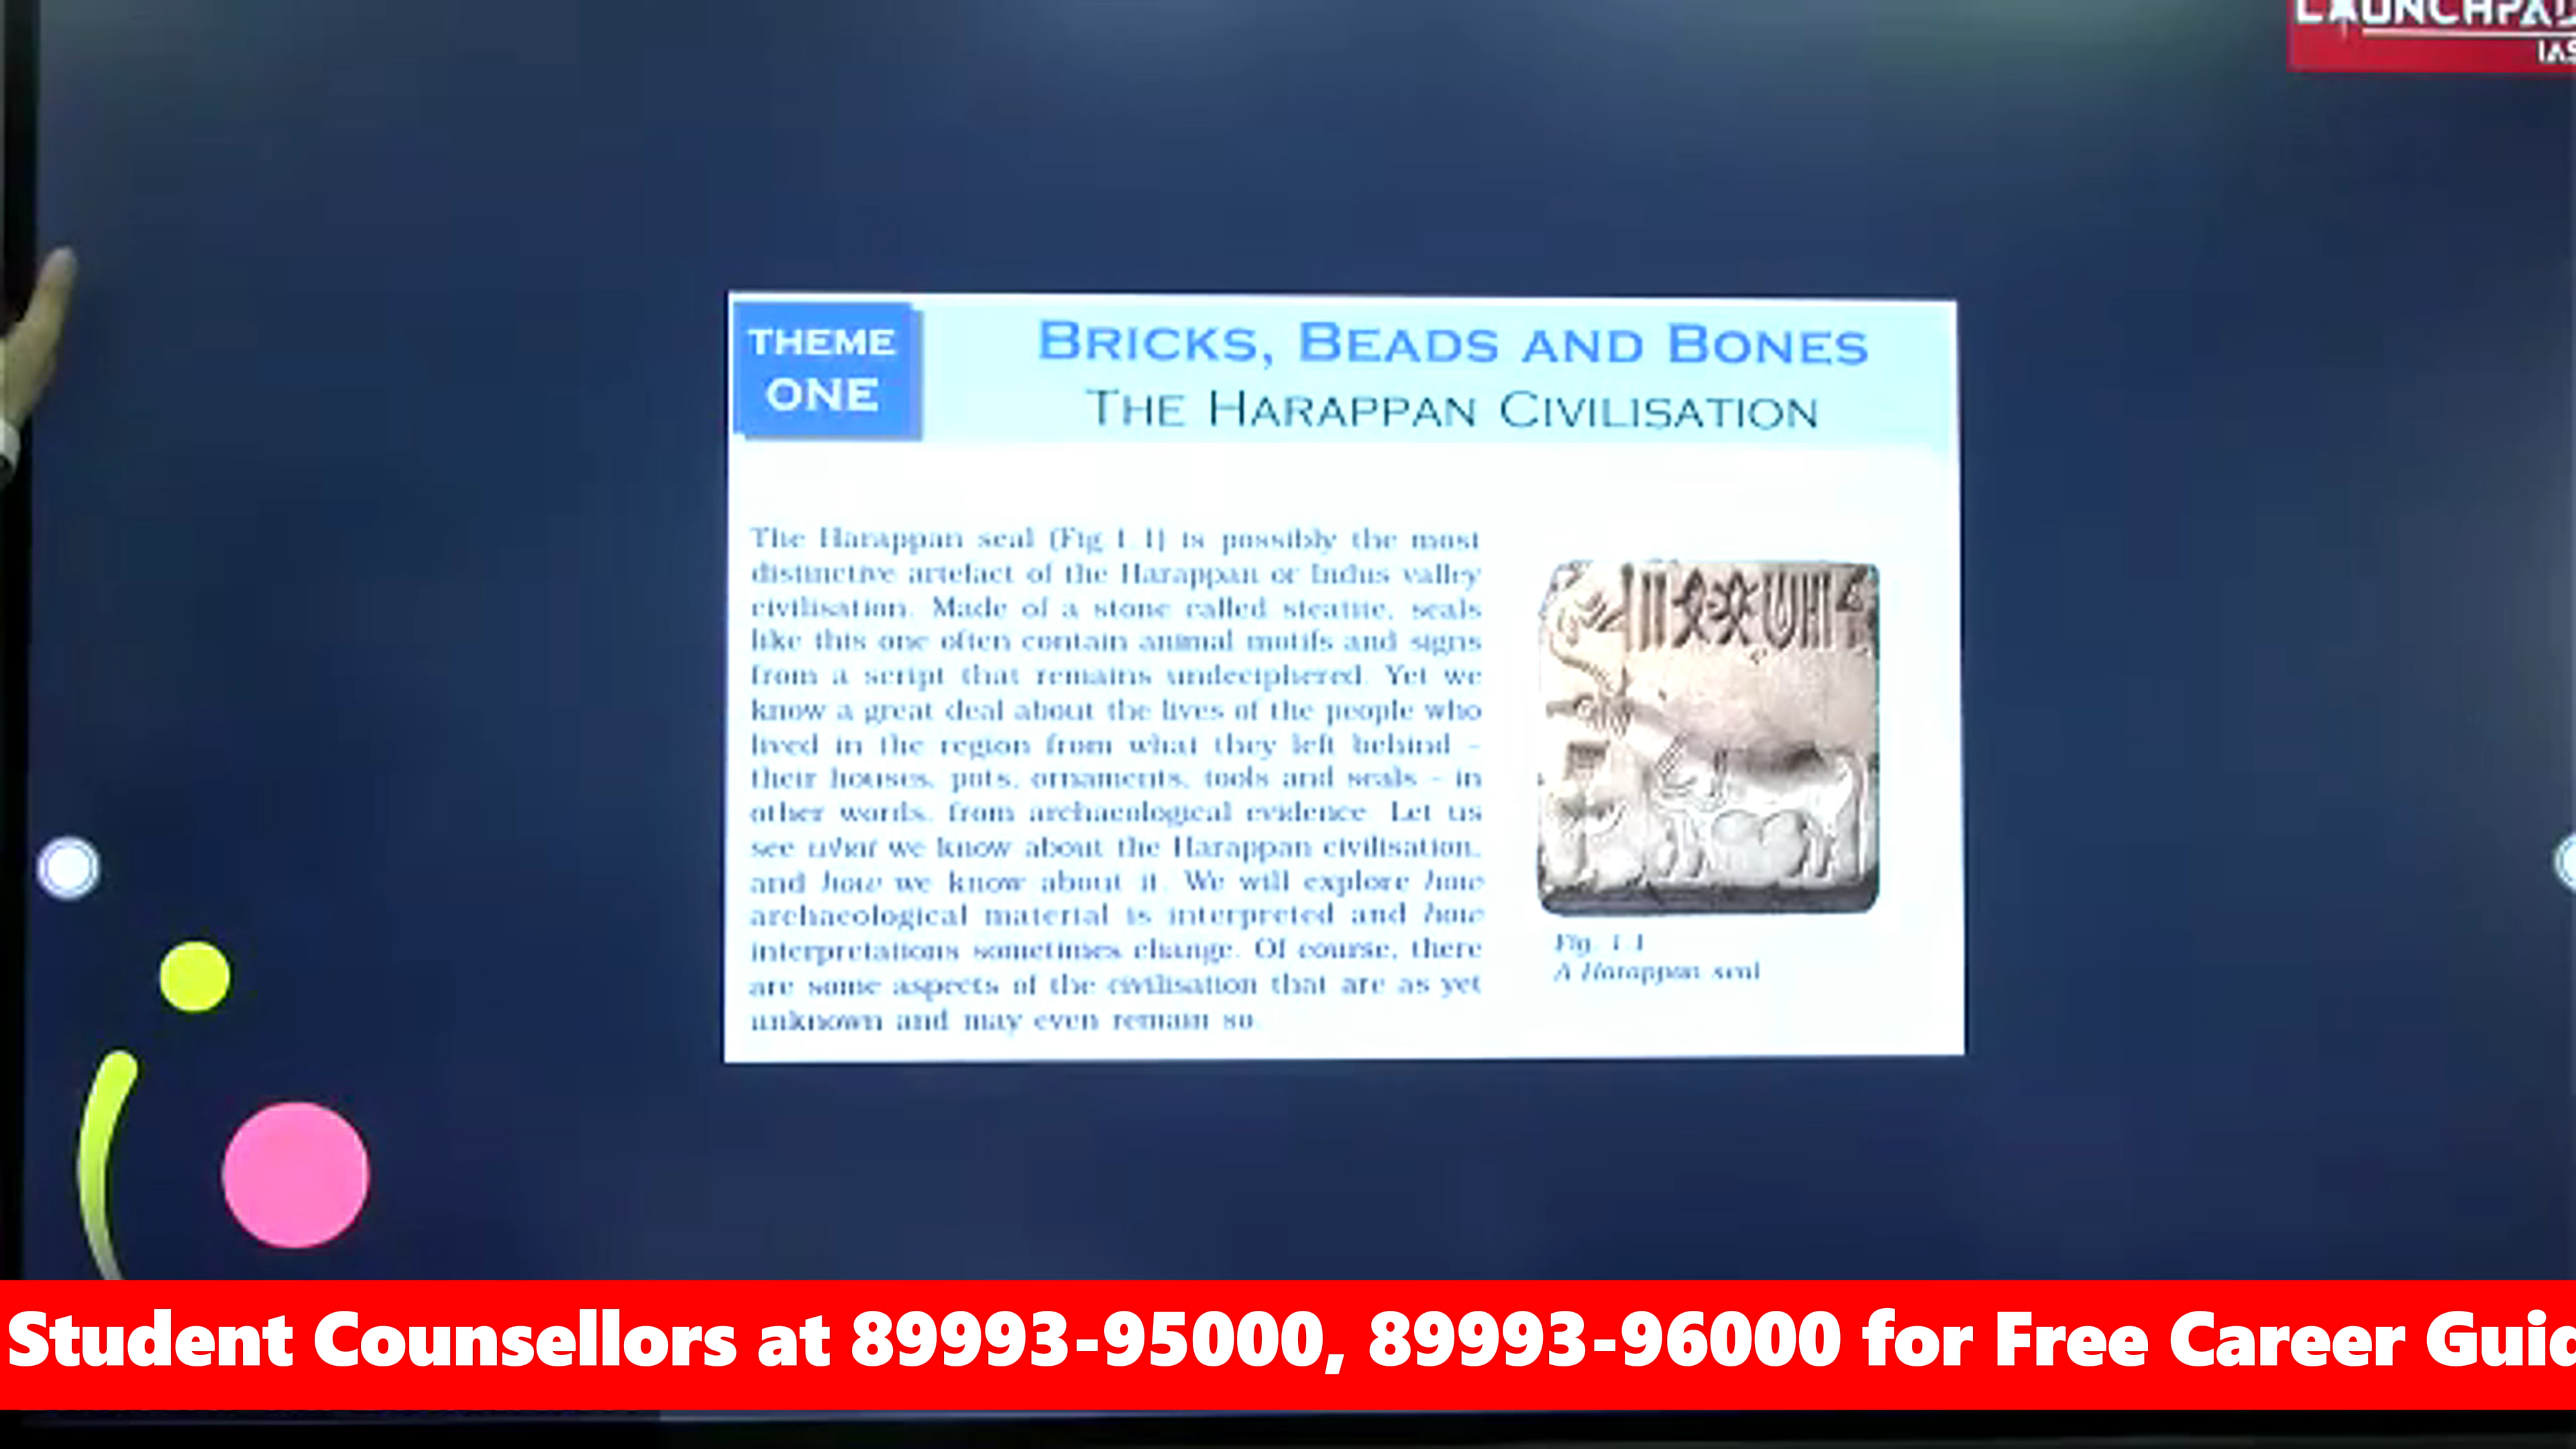 LAUNCHPAD
IAS
THEME
ONE
BRICKS, BEADS AND BONES
THE HARAPPAN CIVILISATION
The Harappan seal (Fig 1.1) is possibly the most
distinctive artefact of the Harappan or Indus valley
civilisation. Made of a stone called steatite, seals
like this one often contain animal motifs and signs
from a script that remains undeciphered. Yet we
know a great deal about the lives of the people who
lived in the region from what they left behind –
their houses, pots, ornaments, tools and seals – in
other words, from archaeological evidence. Let us
see what we know about the Harappan civilisation,
and how we know about it. We will explore how
archaeological material is interpreted and how
interpretations sometimes change. Of course, there
are some aspects of the civilisation that are as yet
unknown and may even remain so.
Fig. 1.1
A Harappan seal
Student Counsellors at 89993-95000, 89993-96000 for Free Career Guid